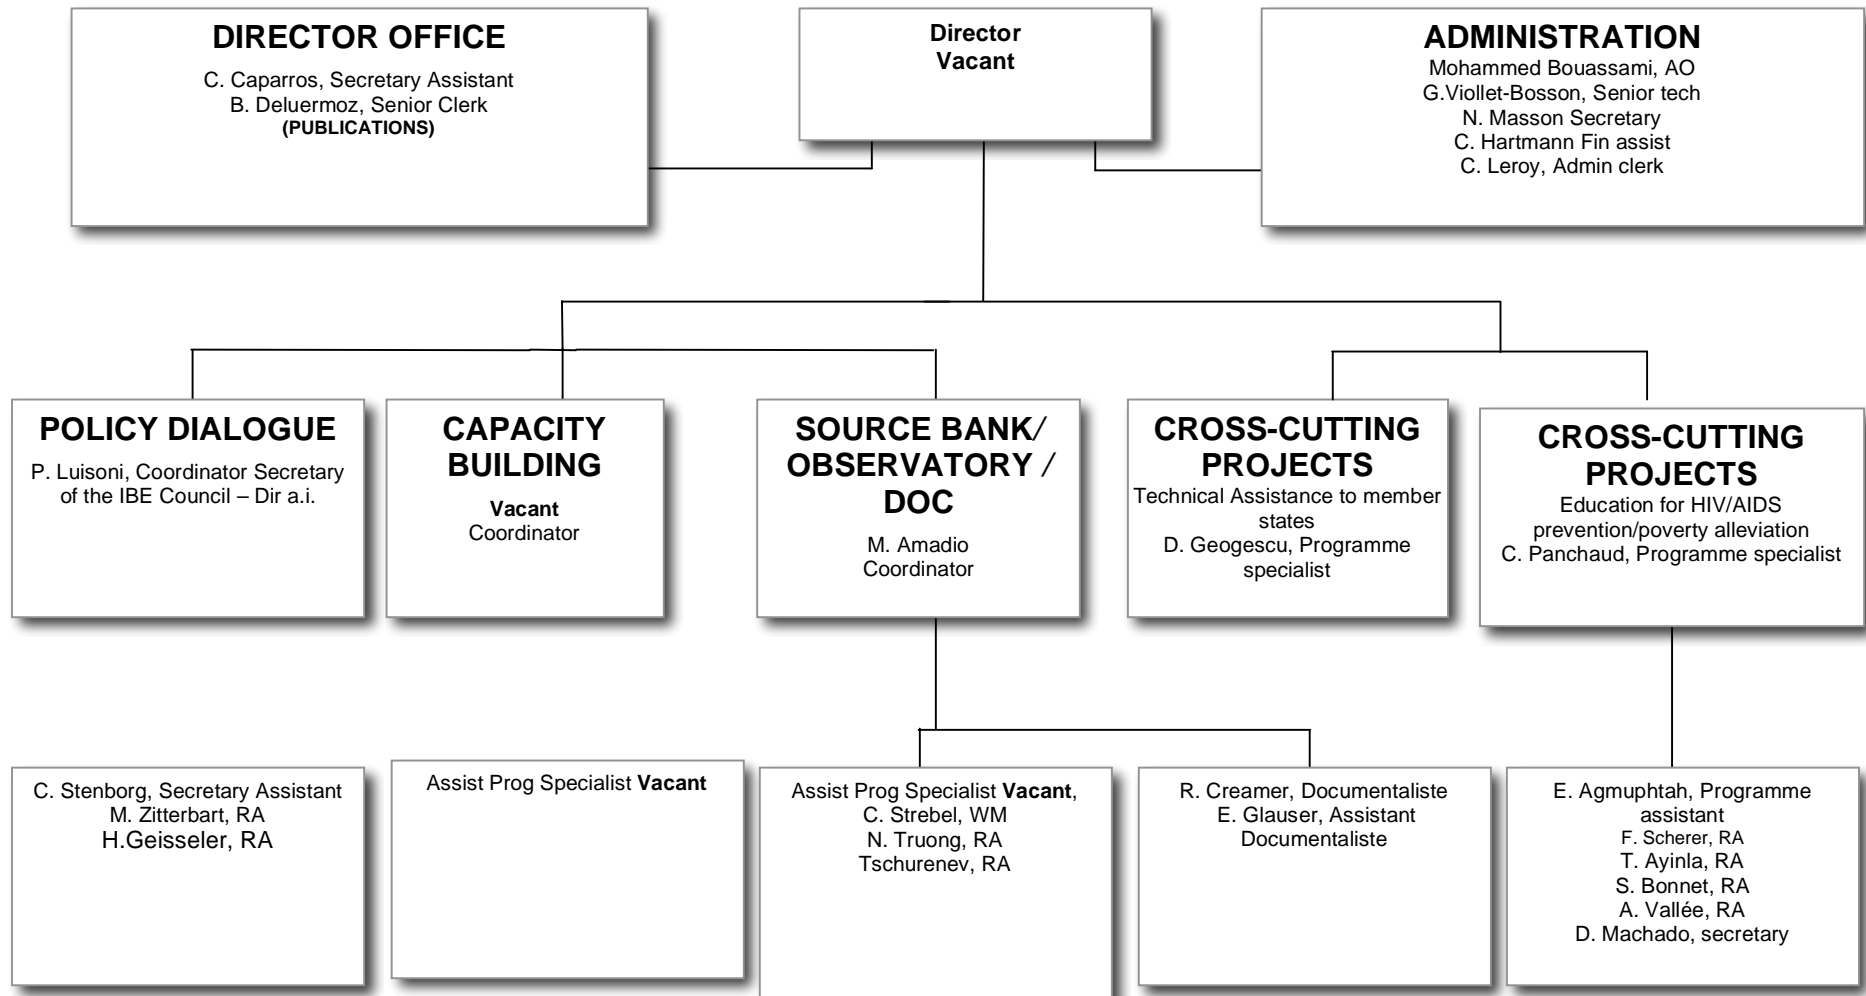 DIRECTOR OFFICE
C. Caparros, Secretary Assistant
B. Deluermoz, Senior Clerk
(PUBLICATIONS)
Director
Vacant
ADMINISTRATION
Mohammed Bouassami, AO
G.Viollet-Bosson, Senior tech
N. Masson Secretary
C. Hartmann Fin assist
C. Leroy, Admin clerk
POLICY DIALOGUE
P. Luisoni, Coordinator Secretary
of the IBE Council – Dir a.i.
CAPACITY
BUILDING
Vacant
Coordinator
SOURCE BANK/
OBSERVATORY /
DOC
M. Amadio
Coordinator
CROSS-CUTTING
PROJECTS
Technical Assistance to member
states
D. Geogescu, Programme
specialist
CROSS-CUTTING
PROJECTS
Education for HIV/AIDS
prevention/poverty alleviation
C. Panchaud, Programme specialist
C. Stenborg, Secretary Assistant
M. Zitterbart, RA
H.Geisseler, RA
Assist Prog Specialist Vacant
Assist Prog Specialist Vacant,
C. Strebel, WM
N. Truong, RA
Tschurenev, RA
R. Creamer, Documentaliste
E. Glauser, Assistant
Documentaliste
E. Agmuphtah, Programme
assistant
F. Scherer, RA
T. Ayinla, RA
S. Bonnet, RA
A. Vallée, RA
D. Machado, secretary